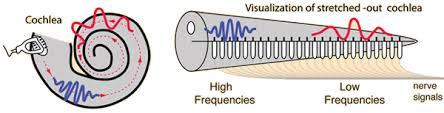 Cochlea
Visualization of stretched-out cochlea
High
Frequencies
Low
Frequencies
nerve
signals